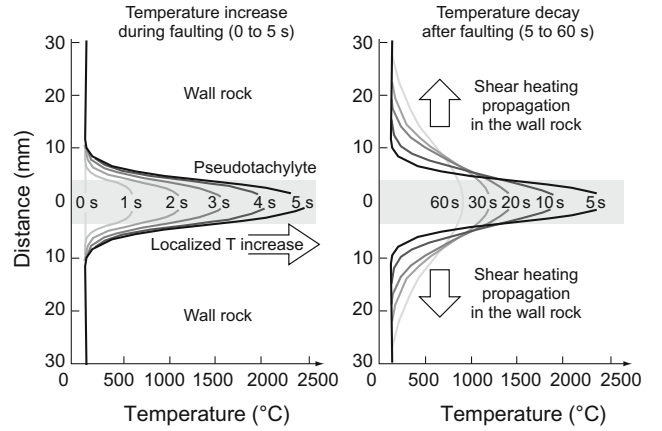 Temperature increase
during faulting (0 to 5 s)
Temperature decay
after faulting (5 to 60 s)
30
20
10
0
10
20
30
Distance (mm)
Wall rock
Pseudotachylyte
0 s 1 s 2 s 3 s 4 s 5 s
Localized T increase
Wall rock
0 500 1000 1500 2000 2500
Temperature (°C)
30
20
10
0
10
20
30
Shear heating
propagation
in the wall rock
60 s 30 s 20 s 10 s 5 s
Shear heating
propagation
in the wall rock
0 500 1000 1500 2000 2500
Temperature (°C)